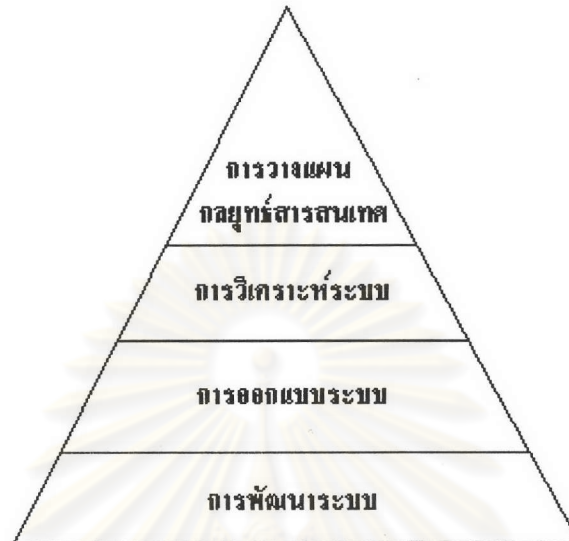 การวางแผน
กลยุทธ์สารสนเทศ
การวิเคราะห์ระบบ
การออกแบบระบบ
การพัฒนาระบบ